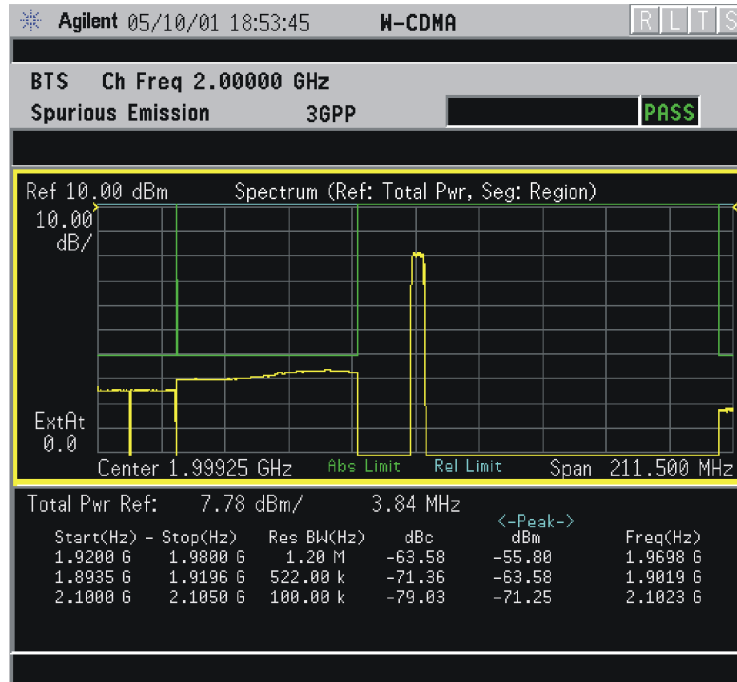 Agilent 05/10/01 18:53:45 W-CDMA R L T S
BTS Ch Freq 2.00000 GHz
Spurious Emission 3GPP PASS
Ref 10.00 dBm Spectrum (Ref: Total Pwr, Seg: Region)
10.00
dB/
ExtAt
0.0
Center 1.99925 GHz Abs Limit Rel Limit Span 211.500 MHz
Total Pwr Ref: 7.78 dBm/ 3.84 MHz
<-Peak->
Start(Hz) - Stop(Hz) Res BW(Hz) dBc dBm Freq(Hz)
1.9200 G 1.9800 G 1.20 M -63.58 -55.80 1.9698 G
1.8935 G 1.9196 G 522.00 k -71.36 -63.58 1.9019 G
2.1000 G 2.1050 G 100.00 k -79.03 -71.25 2.1023 G